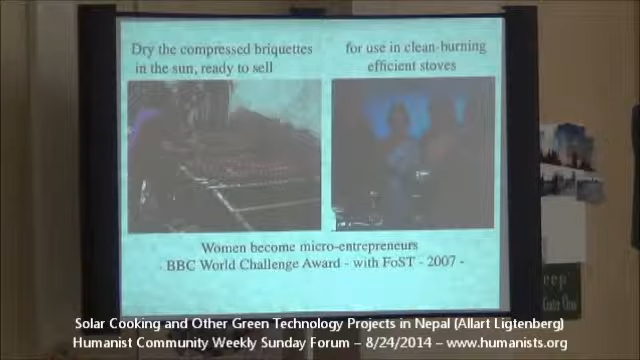 Dry the compressed briquettes
in the sun, ready to sell
for use in clean-burning
efficient stoves
Women become micro-entrepreneurs
- BBC World Challenge Award - with FoST - 2007 -
Solar Cooking and Other Green Technology Projects in Nepal (Allart Ligtenberg)
Humanist Community Weekly Sunday Forum – 8/24/2014 – www.humanists.org